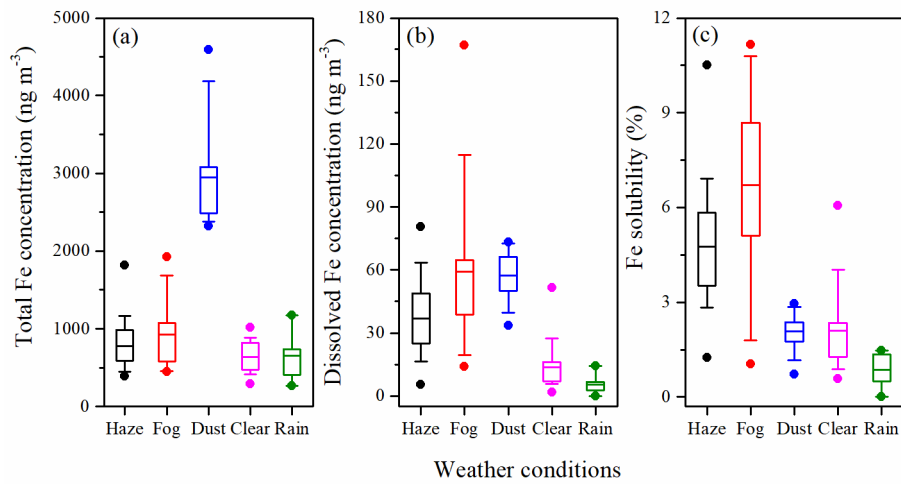 (a)
Total Fe concentration (ng m⁻³)
5000
4000
3000
2000
1000
0
Haze Fog Dust Clear Rain
(b)
Dissolved Fe concentration (ng m⁻³)
180
150
120
90
60
30
0
Haze Fog Dust Clear Rain
(c)
Fe solubility (%)
12
9
6
3
0
Haze Fog Dust Clear Rain
Weather conditions